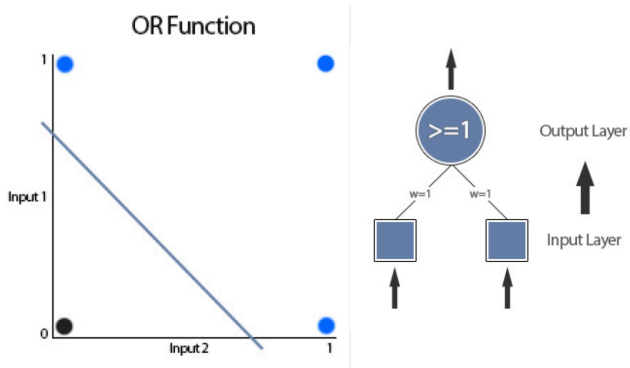 OR Function
1
Input 1
0
Input 2
1
>=1
w=1
w=1
Output Layer
Input Layer